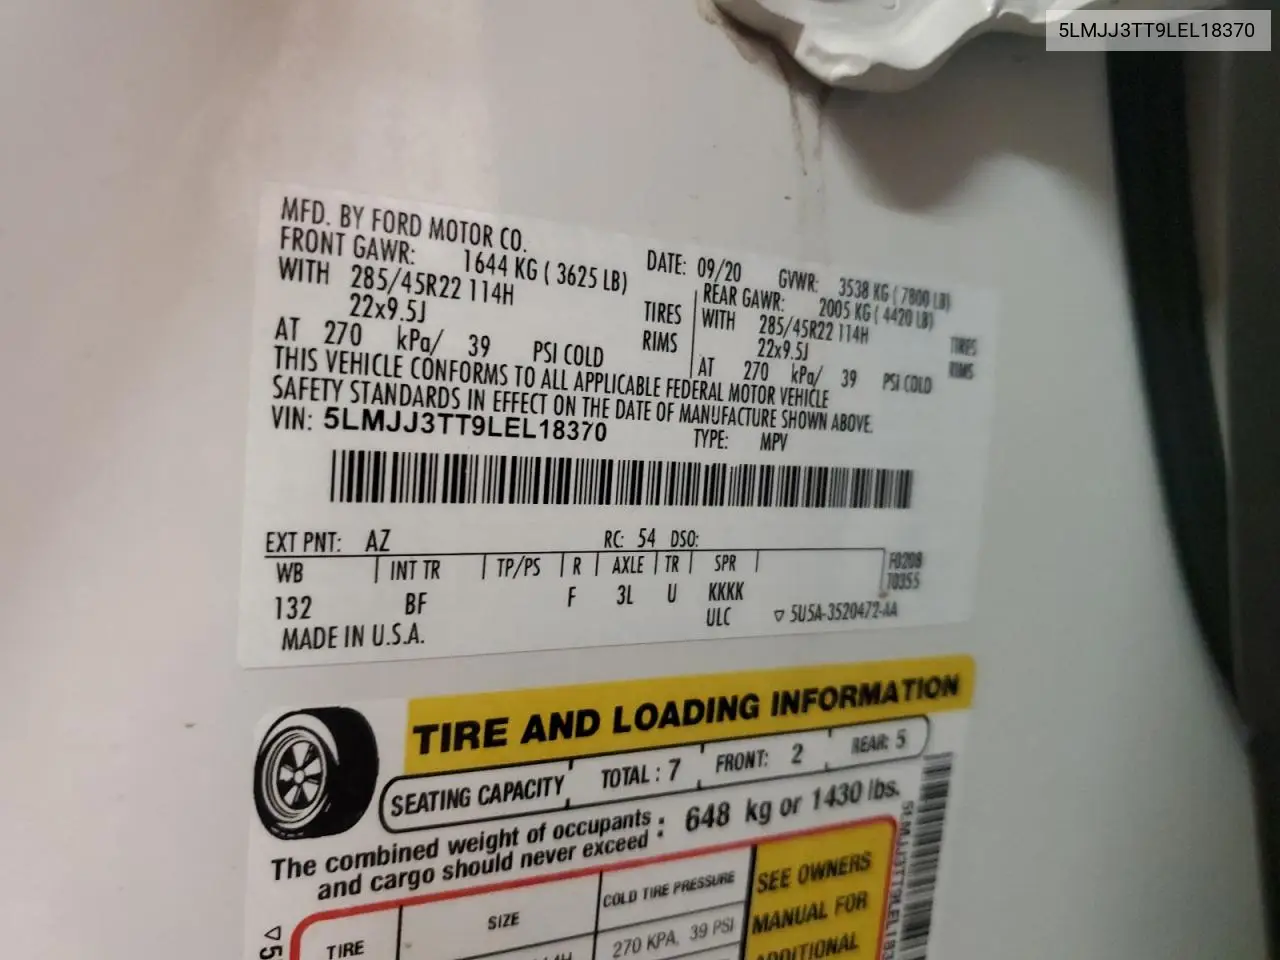 5LMJJ3TT9LEL18370
MFD. BY FORD MOTOR CO.
DATE: 09/20 GVWR: 3538 KG ( 7800 LB)
FRONT GAWR: 1644 KG ( 3625 LB)
WITH 285/45R22 114H TIRES
22x9.5J RIMS
AT 270 kPa/ 39 PSI COLD
REAR GAWR: 2005 KG ( 4420 LB)
WITH 285/45R22 114H TIRES
22x9.5J RIMS
AT 270 kPa/ 39 PSI COLD
THIS VEHICLE CONFORMS TO ALL APPLICABLE FEDERAL MOTOR VEHICLE
SAFETY STANDARDS IN EFFECT ON THE DATE OF MANUFACTURE SHOWN ABOVE.
VIN: 5LMJJ3TT9LEL18370 TYPE: MPV
EXT PNT: AZ RC: 54 DSO:
WB INT TR TP/PS R AXLE TR SPR F0208
132 BF F 3L U KKKK 70355
ULC ▽ 5U5A-3520472-AA
MADE IN U.S.A.
TIRE AND LOADING INFORMATION
SEATING CAPACITY TOTAL : 7 FRONT: 2 REAR: 5
The combined weight of occupants and cargo should never exceed : 648 kg or 1430 lbs.
TIRE SIZE COLD TIRE PRESSURE
270 KPA, 39 PSI
SEE OWNERS
MANUAL FOR
ADDITIONAL